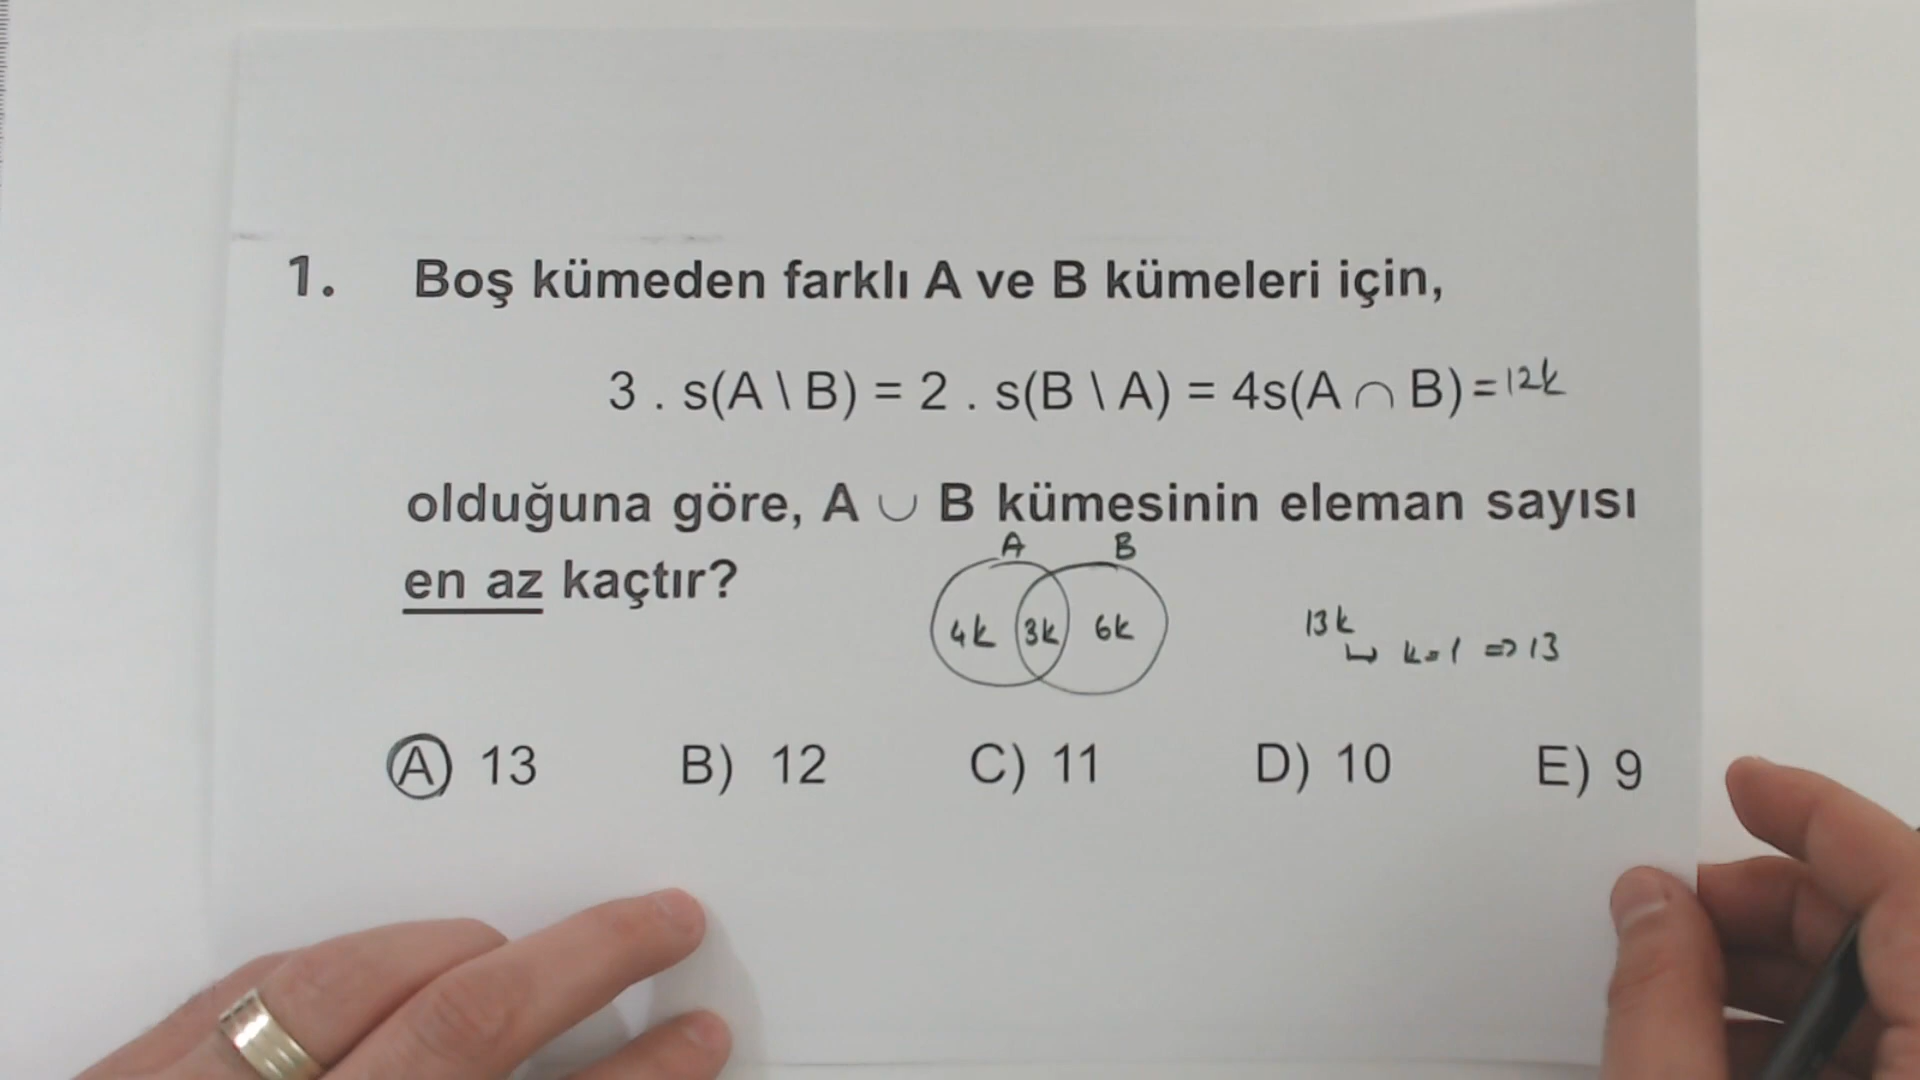 1. Boş kümeden farklı A ve B kümeleri için,
3 . s(A \ B) = 2 . s(B \ A) = 4s(A ∩ B) = 12k
olduğuna göre, A ∪ B kümesinin eleman sayısı
en az kaçtır?
A B
4k 3k 6k
13k
↳ k=1 => 13
A) 13 B) 12 C) 11 D) 10 E) 9